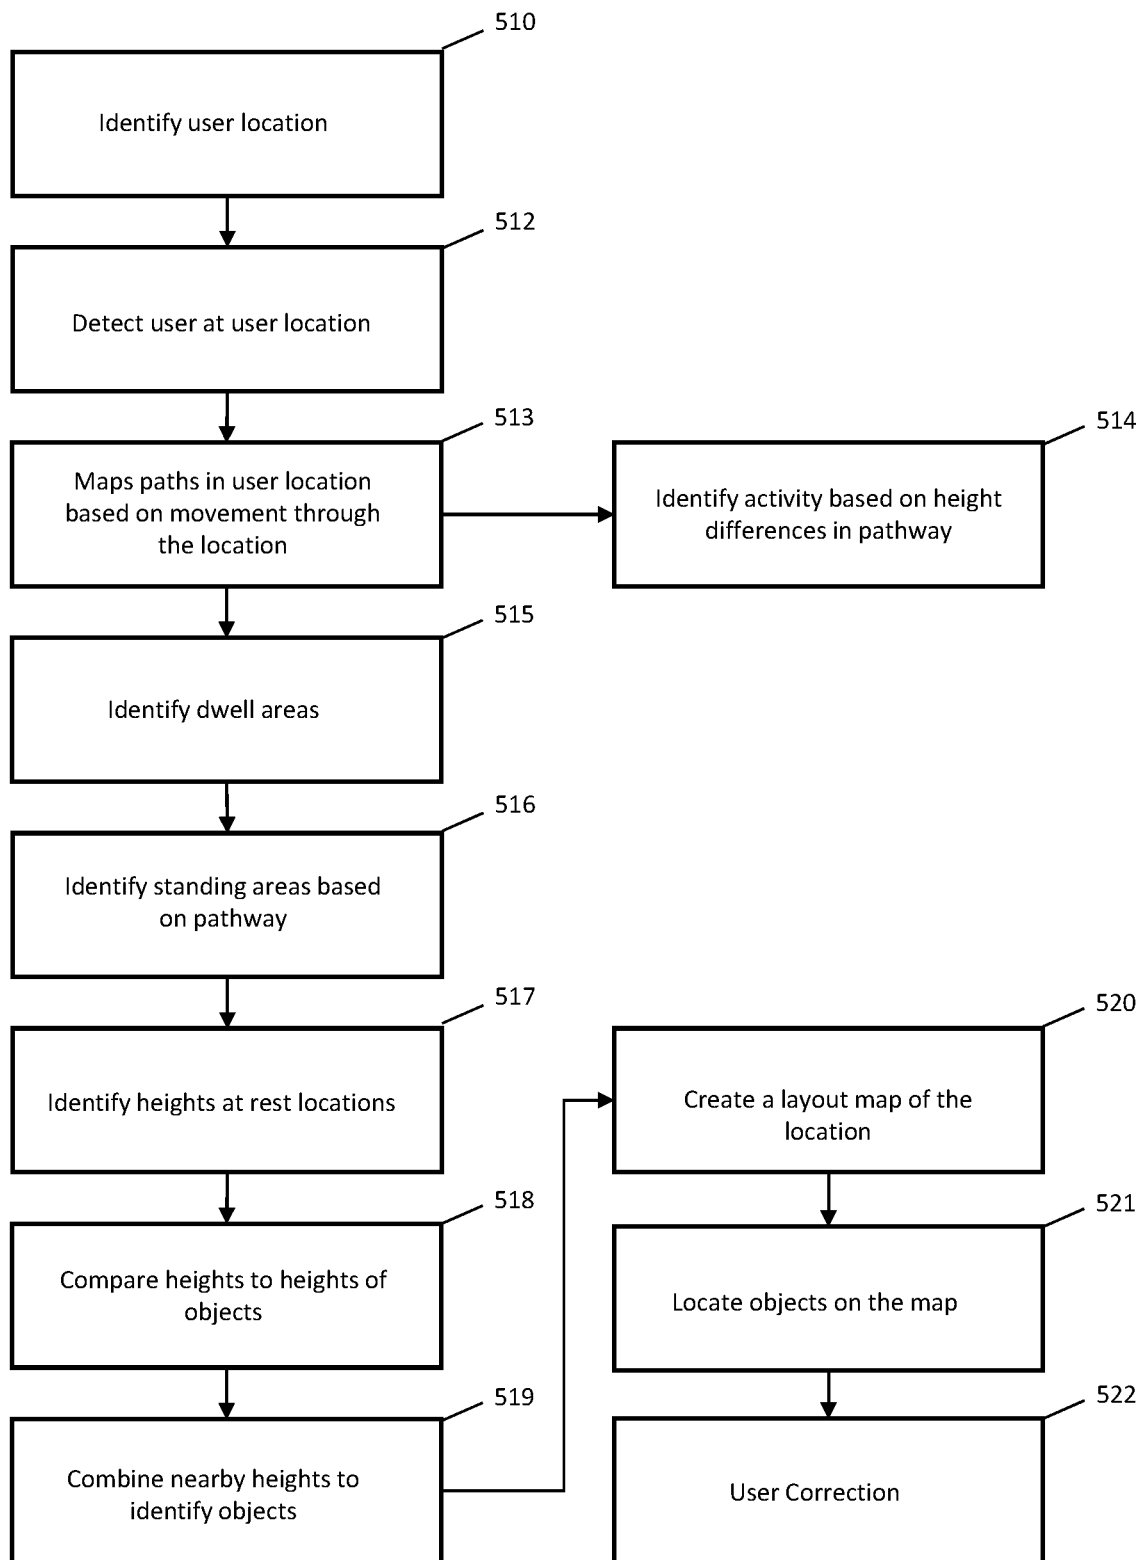 510
Identify user location
512
Detect user at user location
513
Maps paths in user location
based on movement through
the location
514
Identify activity based on height
differences in pathway
515
Identify dwell areas
516
Identify standing areas based
on pathway
517
Identify heights at rest locations
518
Compare heights to heights of
objects
519
Combine nearby heights to
identify objects
520
Create a layout map of the
location
521
Locate objects on the map
522
User Correction